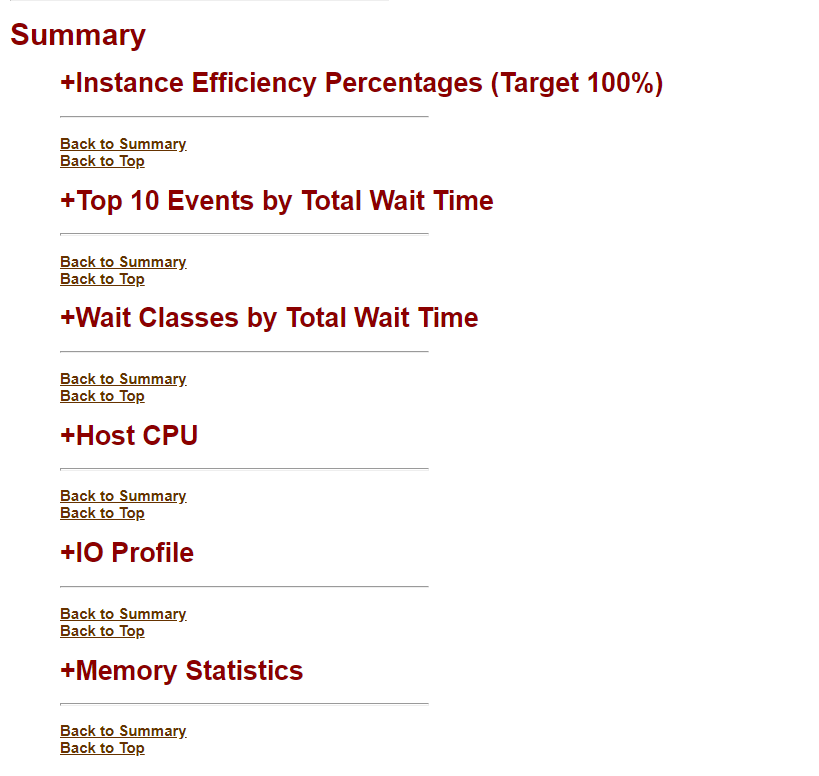 Summary
+Instance Efficiency Percentages (Target 100%)
Back to Summary
Back to Top
+Top 10 Events by Total Wait Time
Back to Summary
Back to Top
+Wait Classes by Total Wait Time
Back to Summary
Back to Top
+Host CPU
Back to Summary
Back to Top
+IO Profile
Back to Summary
Back to Top
+Memory Statistics
Back to Summary
Back to Top